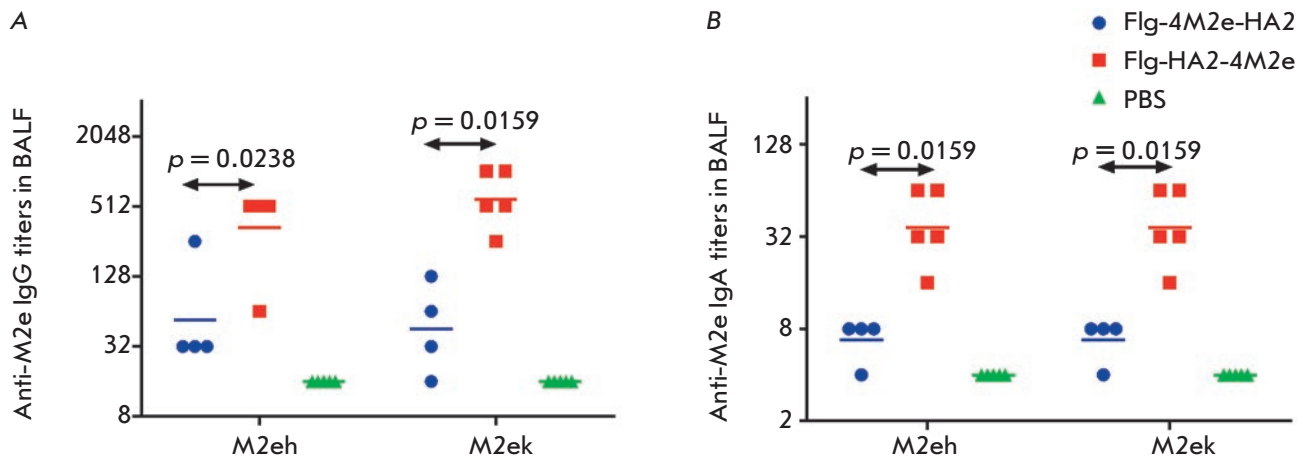 A
B
Flg-4M2e-HA2
Flg-HA2-4M2e
PBS
Anti-M2e IgG titers in BALF
2048
512
128
32
8
p = 0.0238
p = 0.0159
M2eh
M2ek
Anti-M2e IgA titers in BALF
128
32
8
2
p = 0.0159
p = 0.0159
M2eh
M2ek